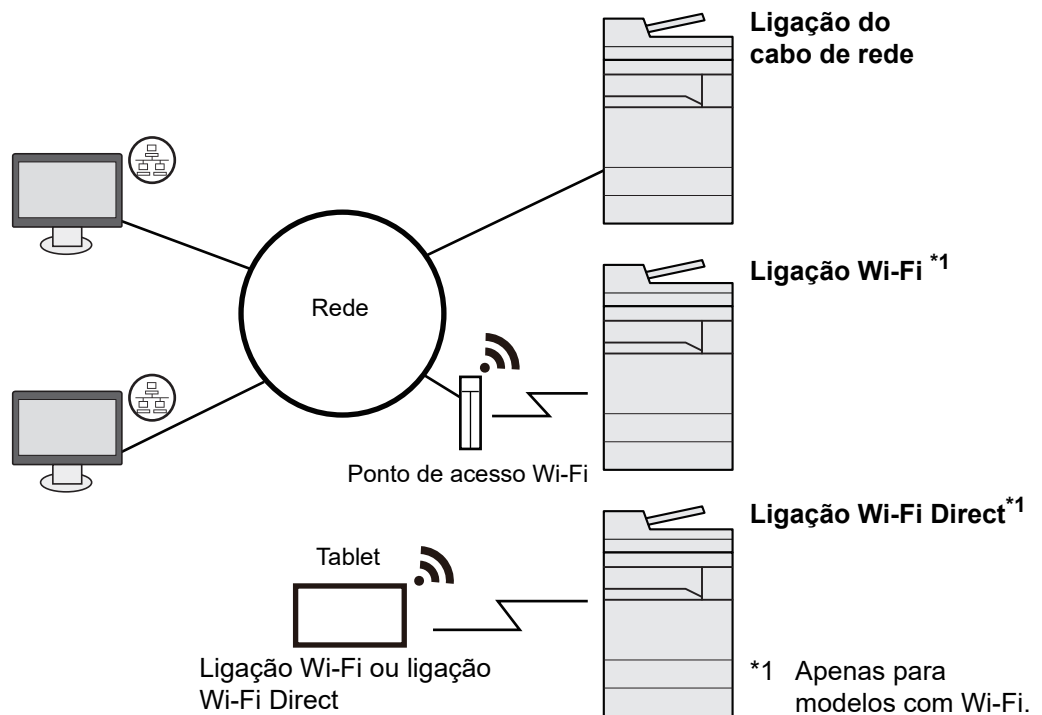 Ligação do
cabo de rede
Rede
Ligação Wi-Fi *1
Ponto de acesso Wi-Fi
Ligação Wi-Fi Direct*1
Tablet
Ligação Wi-Fi ou ligação
Wi-Fi Direct
*1 Apenas para
modelos com Wi-Fi.